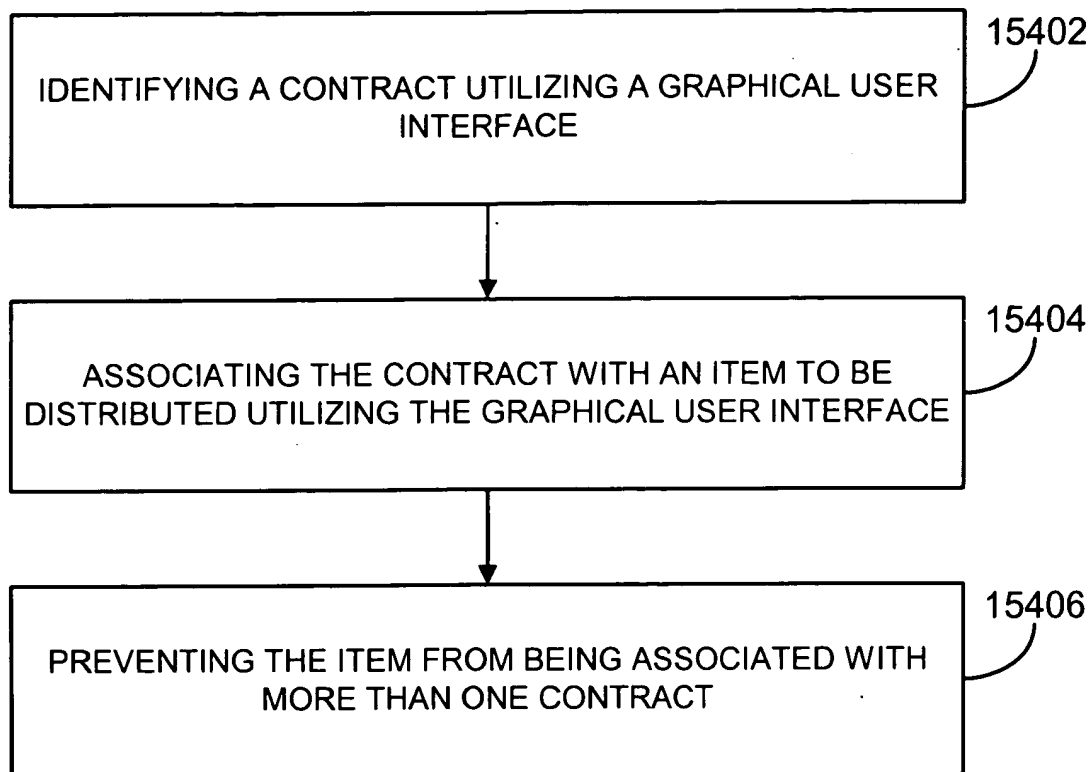 15402
IDENTIFYING A CONTRACT UTILIZING A GRAPHICAL USER
INTERFACE
15404
ASSOCIATING THE CONTRACT WITH AN ITEM TO BE
DISTRIBUTED UTILIZING THE GRAPHICAL USER INTERFACE
15406
PREVENTING THE ITEM FROM BEING ASSOCIATED WITH
MORE THAN ONE CONTRACT